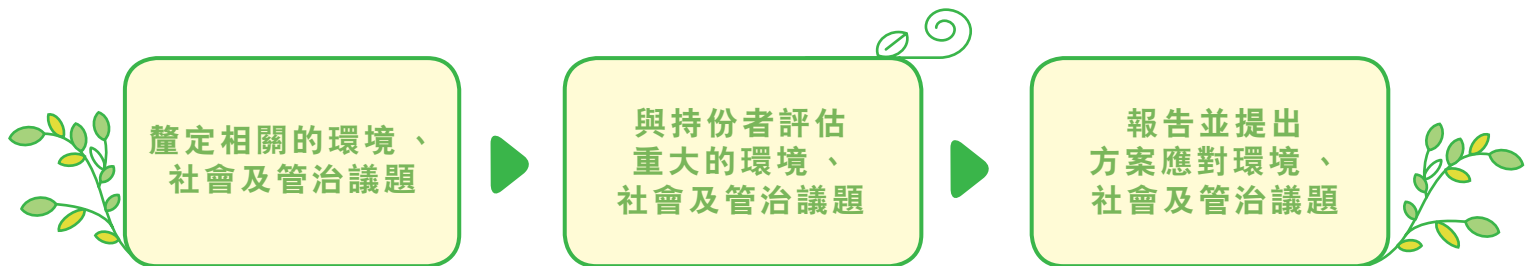 釐定相關的環境、
社會及管治議題
與持份者評估
重大的環境、
社會及管治議題
報告並提出
方案應對環境、
社會及管治議題